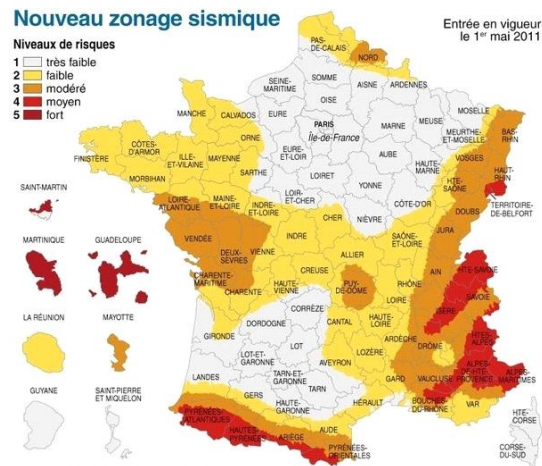 Nouveau zonage sismique
Entrée en vigueur
le 1er mai 2011
Niveaux de risques
1 très faible
2 faible
3 modéré
4 moyen
5 fort
PAS-
DE-CALAIS
NORD
SOMME
SEINE-
MARITIME
AISNE
ARDENNES
OISE
MANCHE
CALVADOS
EURE
PARIS
Île-de-France
MARNE
MEUSE
MOSELLE
MEURTHE-
ET-MOSELLE
BAS-
RHIN
ORNE
EURE-
ET-LOIR
AUBE
HAUTE-
MARNE
VOSGES
HAUT-
RHIN
FINISTÈRE
CÔTES-
D'ARMOR
ILLE-
ET-VILAINE
MAYENNE
SARTHE
MORBIHAN
LOIRET
YONNE
HTE-
SAÔNE
TERRITOIRE-
DE-BELFORT
LOIR-
ET-CHER
CÔTE-D'OR
DOUBS
LOIRE-
ATLANTIQUE
MAINE-
ET-LOIRE
INDRE-
ET-LOIRE
CHER
NIÈVRE
JURA
VENDÉE
DEUX-
SÈVRES
VIENNE
INDRE
SAÔNE-
ET-LOIRE
ALLIER
AIN
HTE-SAVOIE
CHARENTE-
MARITIME
CHARENTE
HAUTE-
VIENNE
CREUSE
PUY-
DE-DÔME
RHÔNE
LOIRE
SAVOIE
ISÈRE
CORRÈZE
CANTAL
HAUTE-
LOIRE
DORDOGNE
GIRONDE
LOT
ARDÈCHE
DRÔME
HTES-
ALPES
LOT-ET-
GARONNE
AVEYRON
LOZÈRE
LANDES
TARN-ET-
GARONNE
GARD
VAUCLUSE
ALPES-
DE-HTE-
PROVENCE
ALPES-
MARITIMES
TARN
GERS
HAUTE-
GARONNE
HÉRAULT
BOUCHES-
DU-RHÔNE
VAR
PYRÉNÉES-
ATLANTIQUES
HAUTES-
PYRÉNÉES
ARIÈGE
AUDE
PYRÉNÉES-
ORIENTALES
HTE-
CORSE
CORSE-
DU-SUD
SAINT-MARTIN
MARTINIQUE
GUADELOUPE
LA RÉUNION
MAYOTTE
GUYANE
SAINT-PIERRE
ET MIQUELON